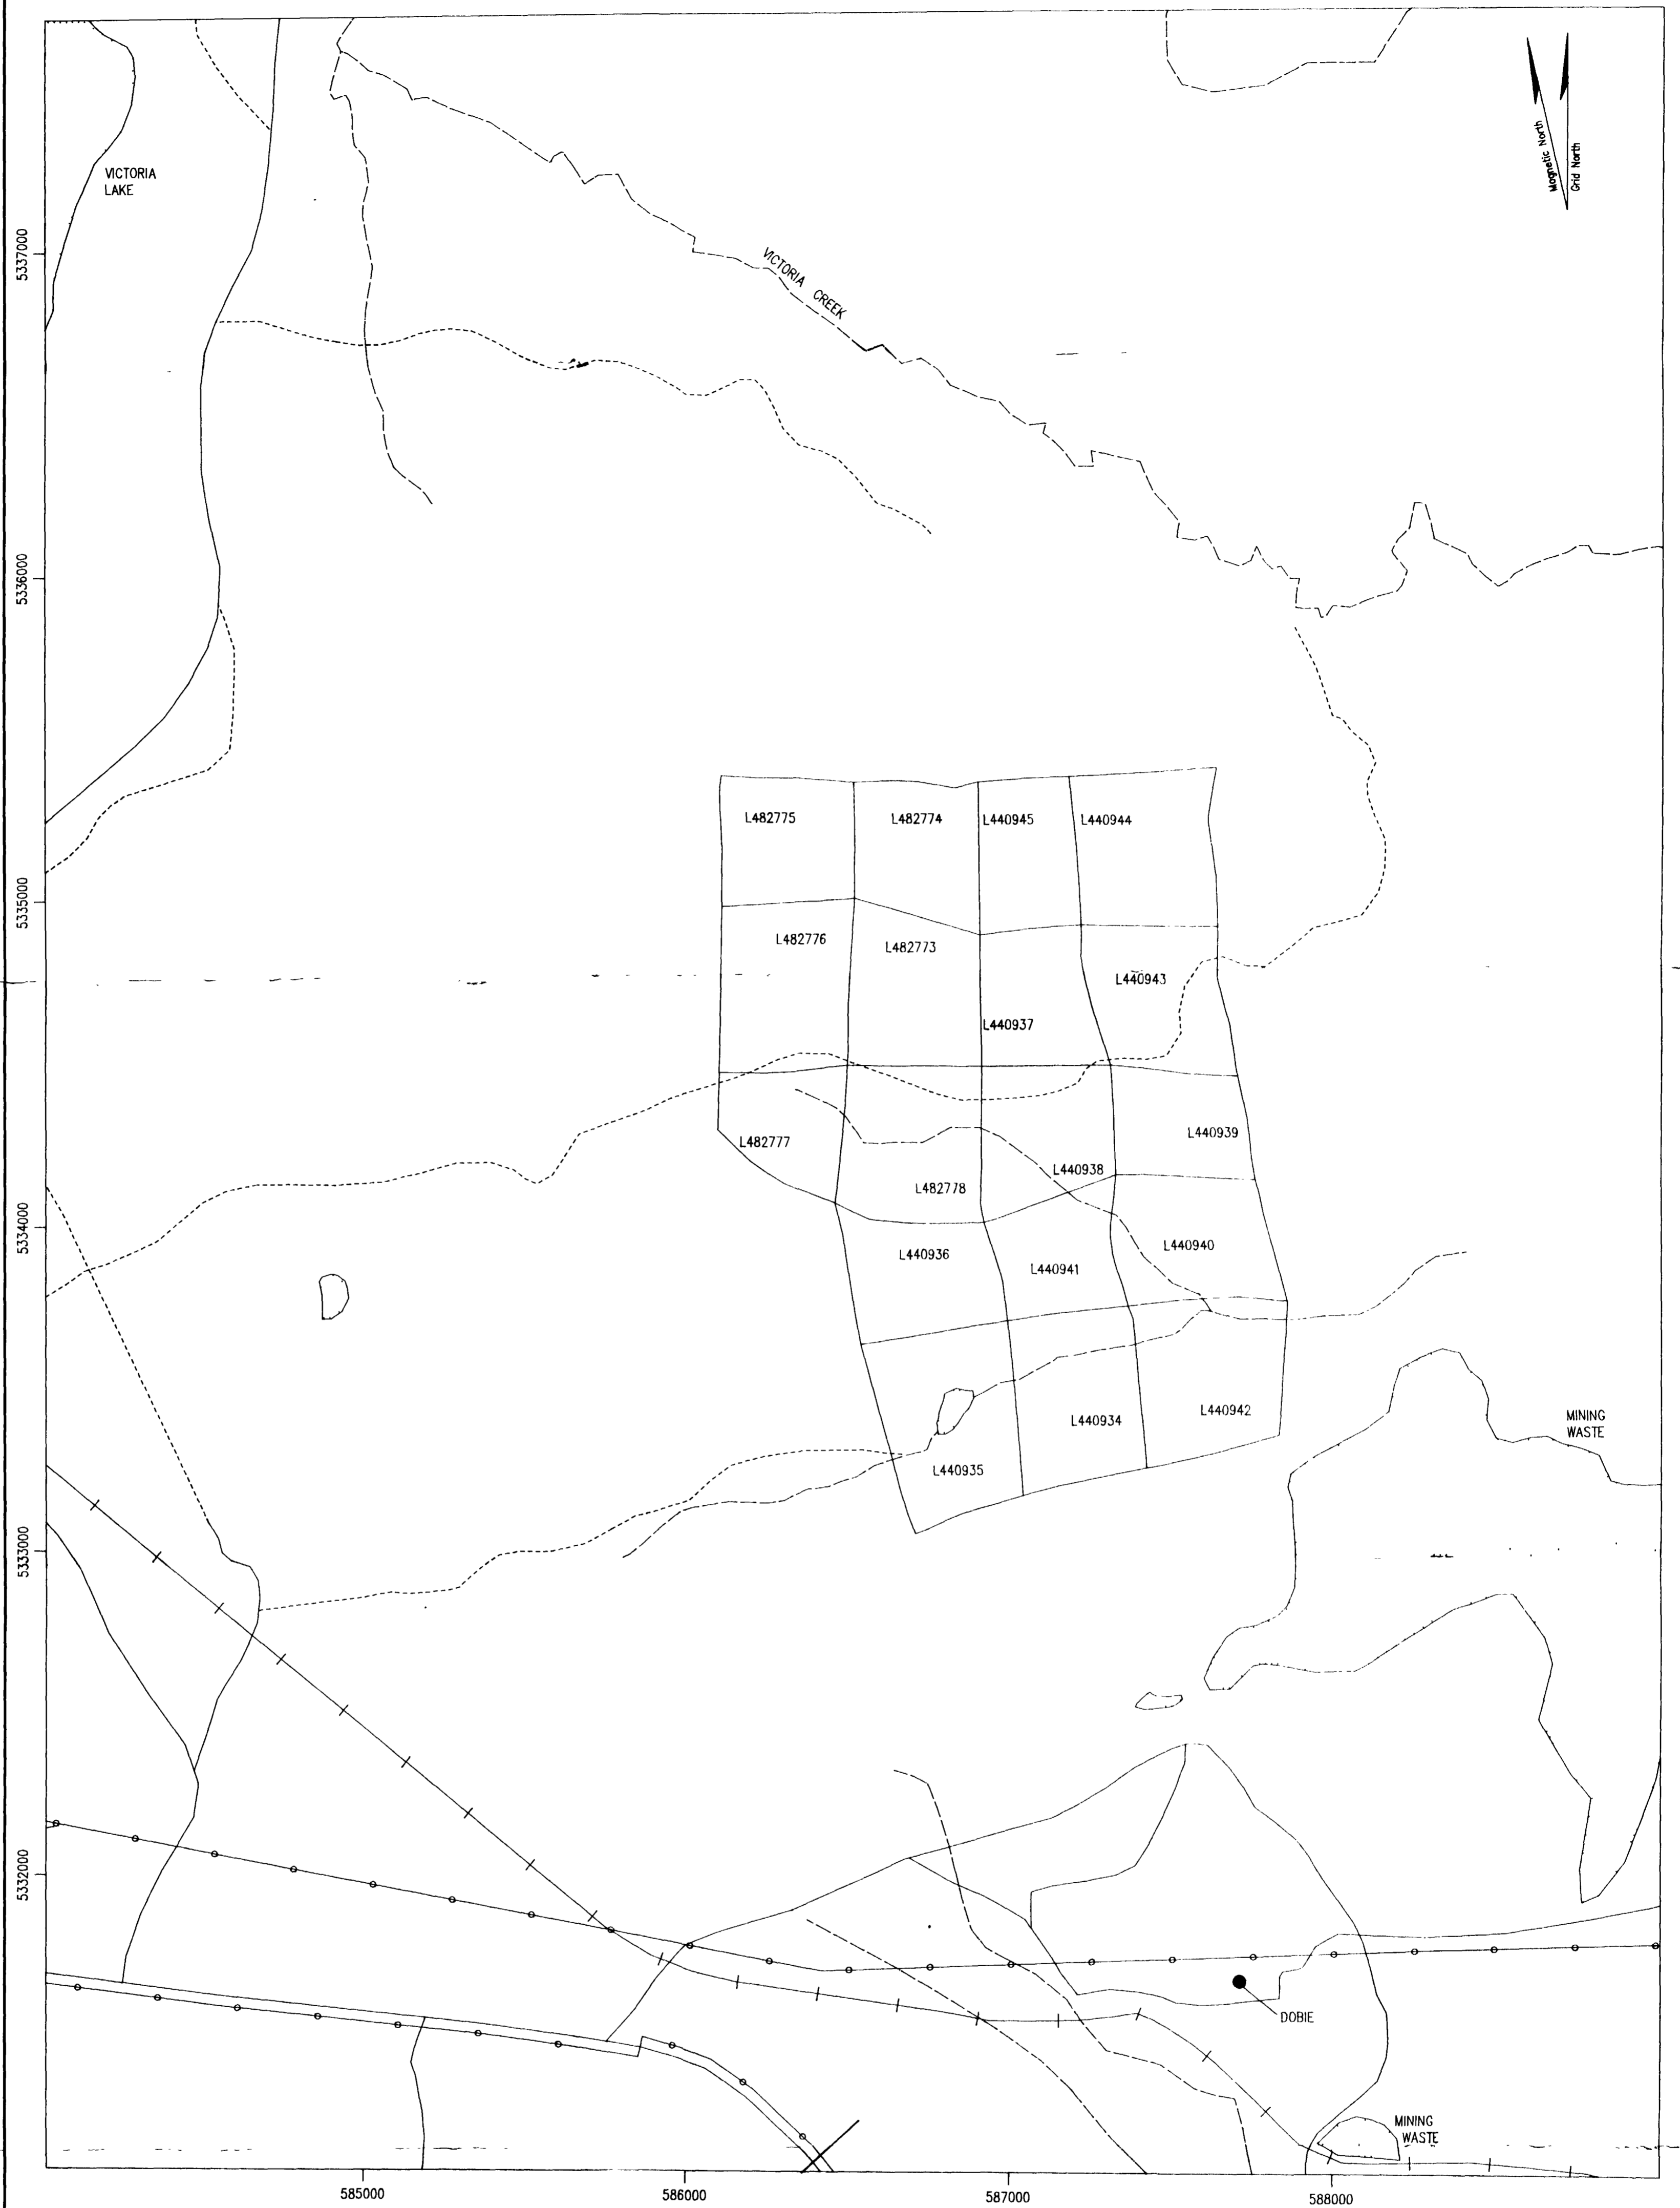 Magnetic North
Grid North
VICTORIA
LAKE
5337000
VICTORIA CREEK
5336000
L482775
L482774
L440945
L440944
5335000
L482776
L482773
L440943
L440937
L482777
L440939
L440938
L482778
5334000
L440936
L440940
L440941
L440934
L440942
MINING
WASTE
L440935
5333000
5332000
DOBIE
MINING
WASTE
585000
586000
587000
588000